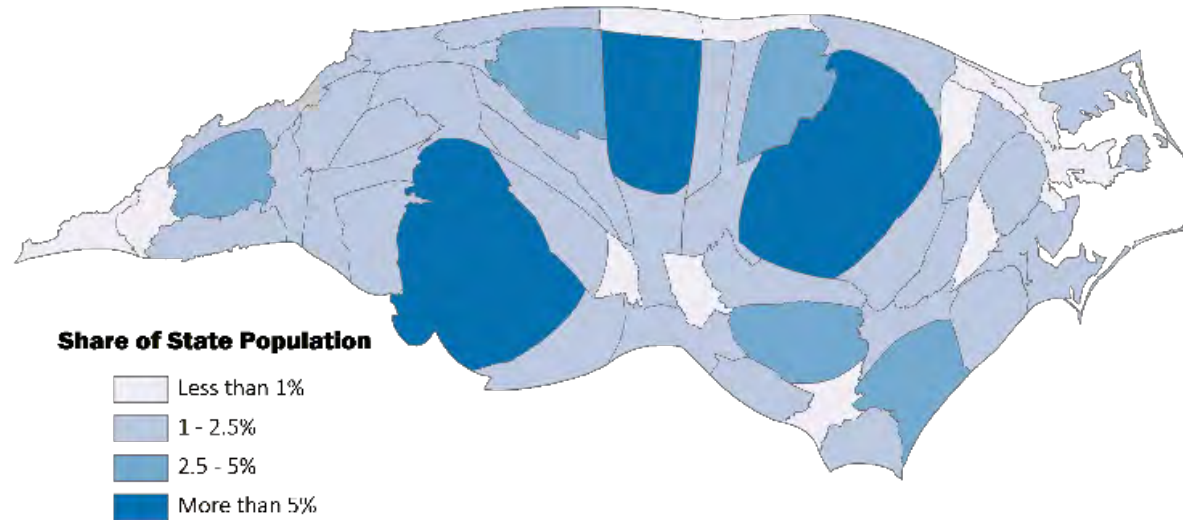 Share of State Population
Less than 1%
1 - 2.5%
2.5 - 5%
More than 5%